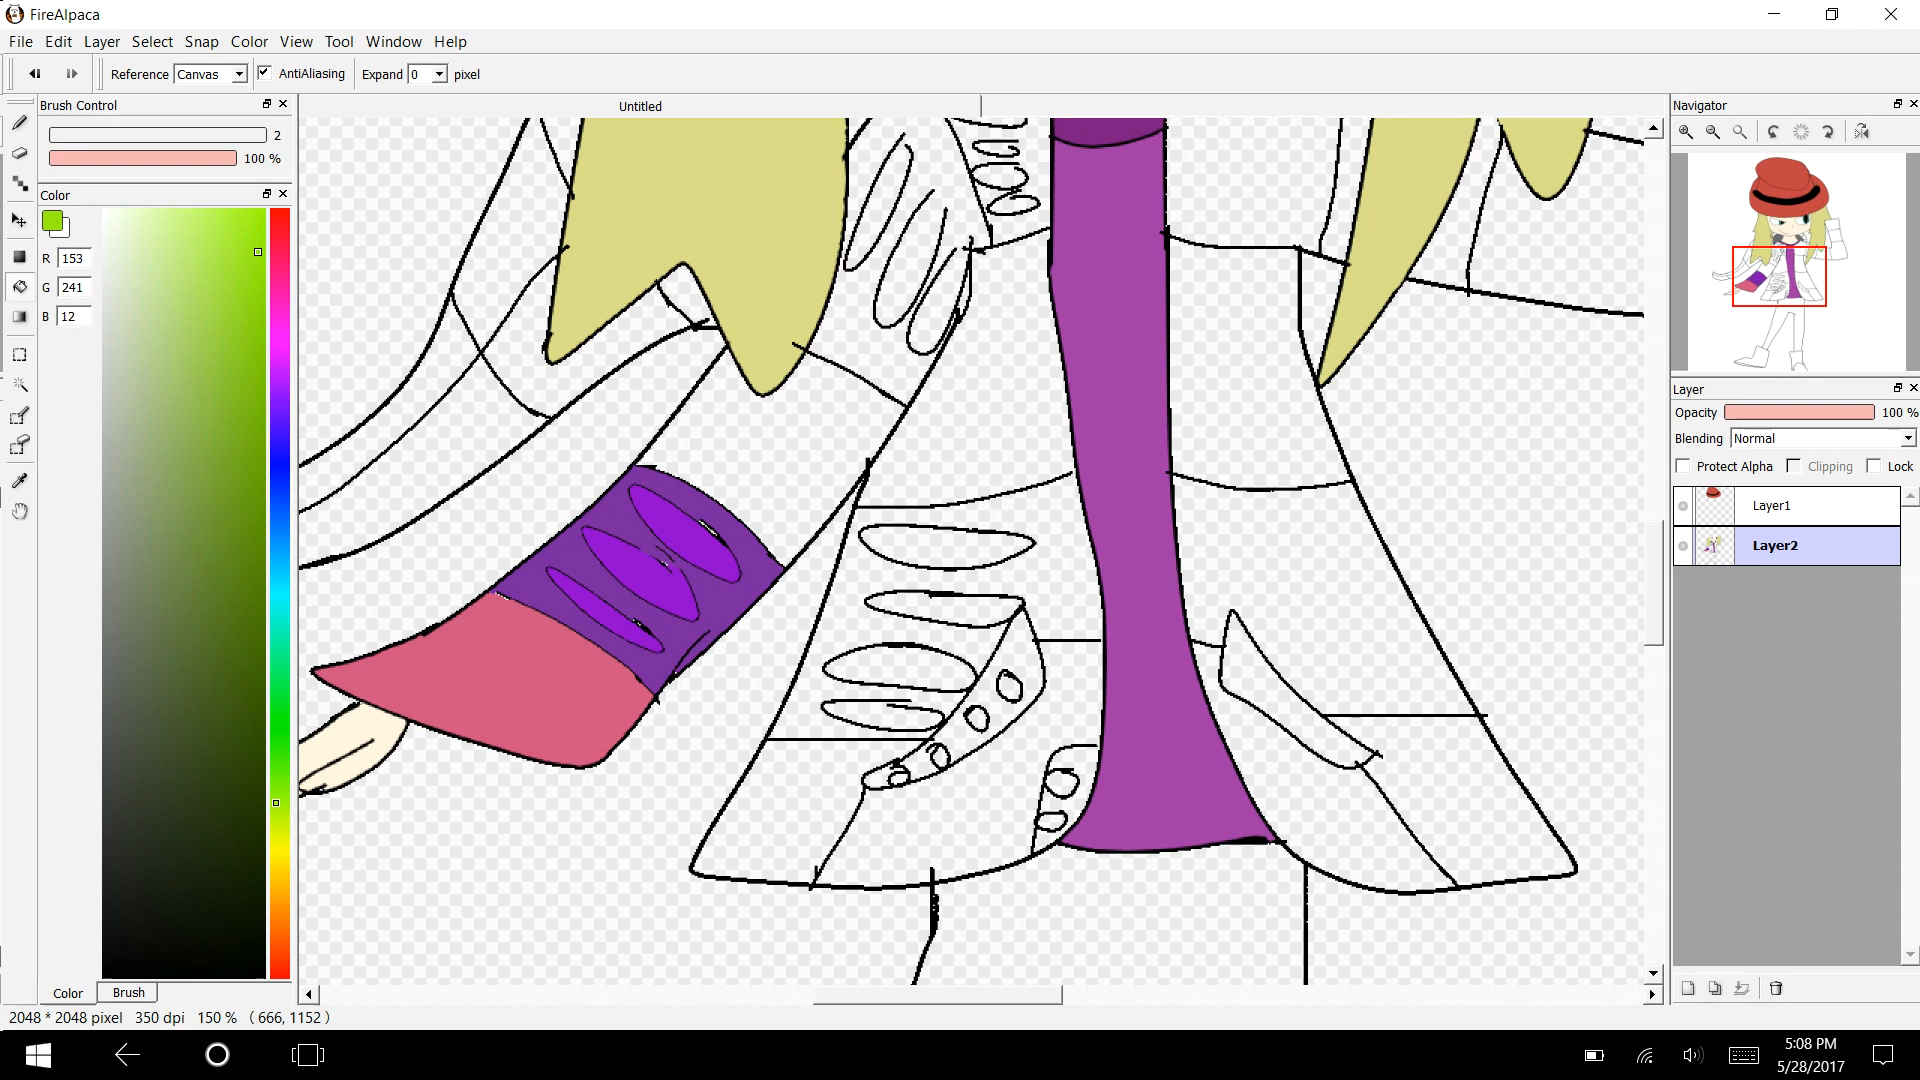 FireAlpaca
File Edit Layer Select Snap Color View Tool Window Help
Reference Canvas AntiAliasing Expand 0 pixel
Brush Control
2
100 %
Color
R 153
G 241
B 12
Color Brush
Untitled
Navigator
Layer
Opacity 100 %
Blending Normal
Protect Alpha Clipping Lock
Layer1
Layer2
2048 * 2048 pixel 350 dpi 150 % ( 666, 1152 )
5:08 PM
5/28/2017